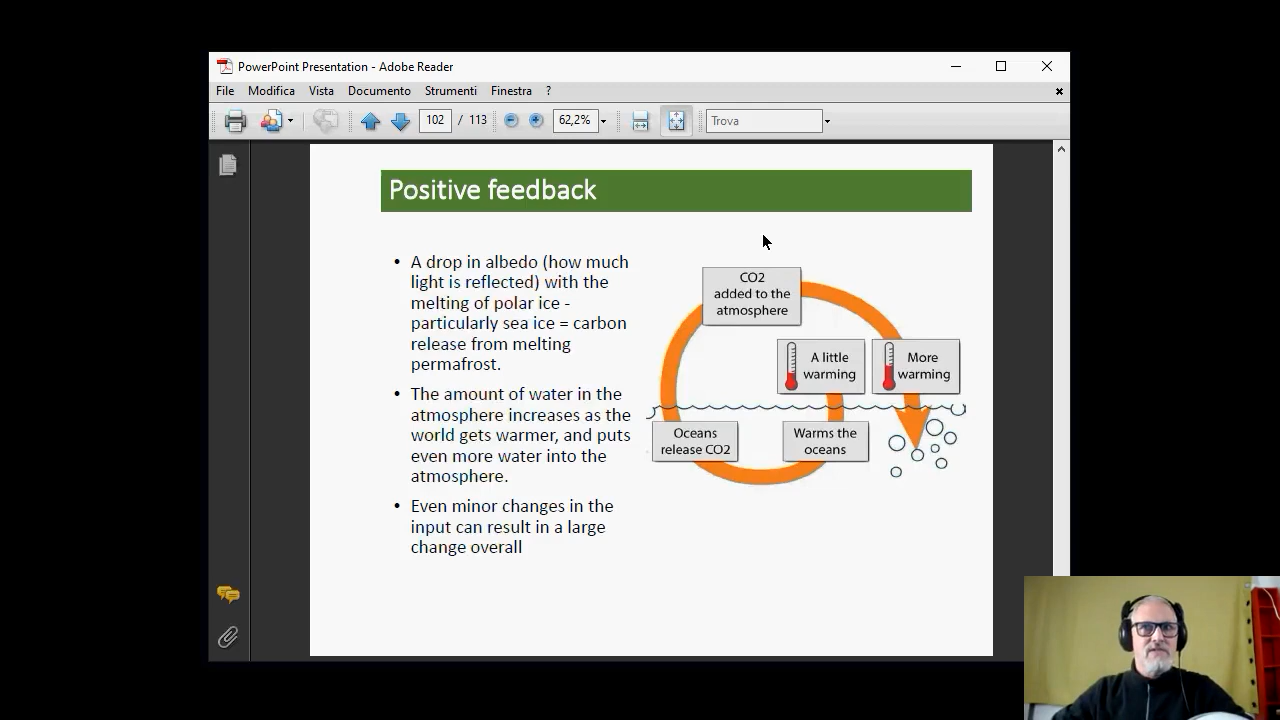 PowerPoint Presentation - Adobe Reader
File Modifica Vista Documento Strumenti Finestra ?
102 / 113 62,2% Trova
Positive feedback
• A drop in albedo (how much
light is reflected) with the
melting of polar ice -
particularly sea ice = carbon
release from melting
permafrost.
• The amount of water in the
atmosphere increases as the
world gets warmer, and puts
even more water into the
atmosphere.
• Even minor changes in the
input can result in a large
change overall
CO2
added to the
atmosphere
A little
warming
More
warming
Oceans
release CO2
Warms the
oceans